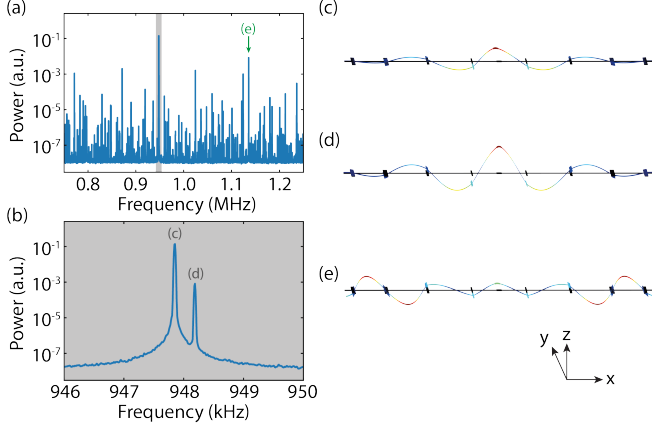 (a)
(e)
Power (a.u.)
10⁻¹
10⁻³
10⁻⁵
10⁻⁷
0.8 0.9 1.0 1.1 1.2
Frequency (MHz)
(b)
(c)
(d)
Power (a.u.)
10⁻¹
10⁻³
10⁻⁵
10⁻⁷
946 947 948 949 950
Frequency (kHz)
(c)
(d)
(e)
y z
x